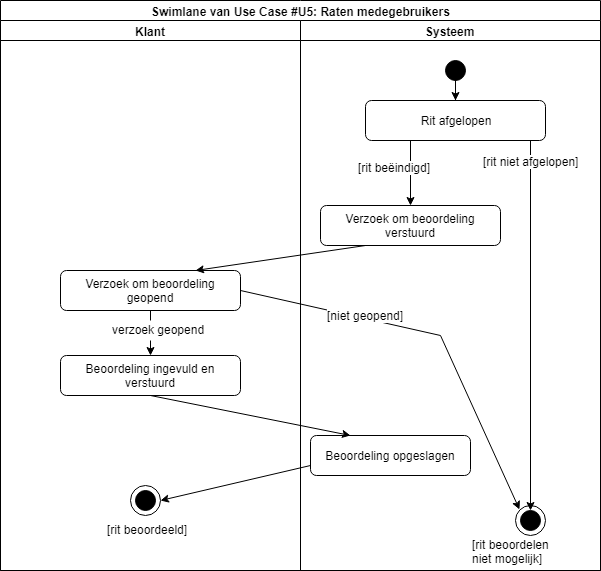 Swimlane van Use Case #U5: Raten medegebruikers
Klant
Systeem
Rit afgelopen
[rit beëindigd]
[rit niet afgelopen]
Verzoek om beoordeling
verstuurd
Verzoek om beoordeling
geopend
[niet geopend]
verzoek geopend
Beoordeling ingevuld en
verstuurd
Beoordeling opgeslagen
[rit beoordeeld]
[rit beoordelen
niet mogelijk]